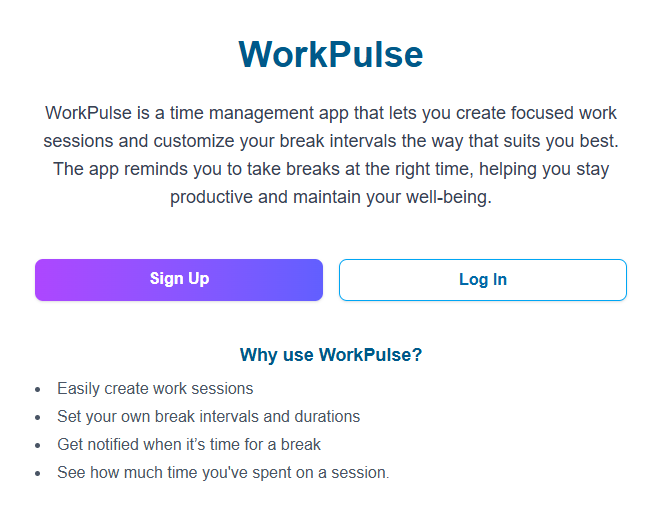 WorkPulse
WorkPulse is a time management app that lets you create focused work
sessions and customize your break intervals the way that suits you best.
The app reminds you to take breaks at the right time, helping you stay
productive and maintain your well-being.
Sign Up
Log In
Why use WorkPulse?
• Easily create work sessions
• Set your own break intervals and durations
• Get notified when it’s time for a break
• See how much time you've spent on a session.